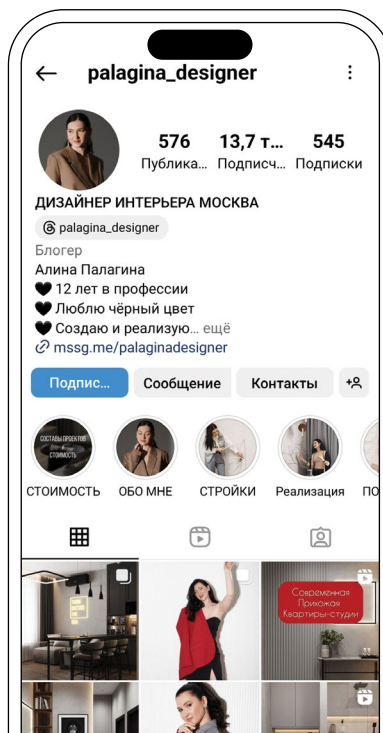 palagina_designer
576 13,7 т... 545
Публика... Подписч... Подписки
ДИЗАЙНЕР ИНТЕРЬЕРА МОСКВА
palagina_designer
Блогер
Алина Палагина
🖤 12 лет в профессии
🖤 Люблю чёрный цвет
🖤 Создаю и реализую... ещё
mssg.me/palaginadesigner
Подпис... Сообщение Контакты
СОСТАВЫ ПРОЕКТОВ
СТОИМОСТЬ
СТОИМОСТЬ ОБО МНЕ СТРОЙКИ Реализация ПО
Современная
Прихожая
Квартиры-студии